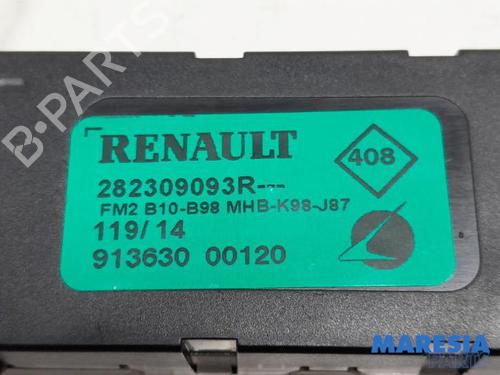 RENAULT
408
282309093R---
FM2 B10-B98 MHB-K98-J87
119/14
913630 00120
B-PARTS
MARESIA